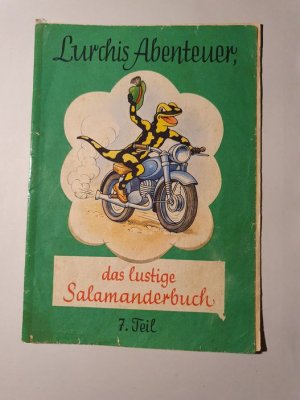 Lurchis Abenteuer,
das lustige
Salamanderbuch
7. Teil